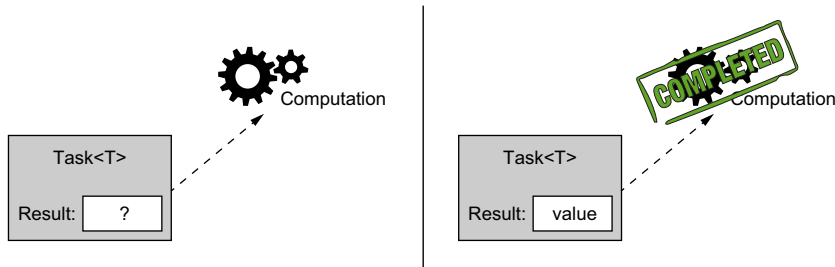 Computation
Task<T>
Result: ?
COMPLETED
Computation
Task<T>
Result: value